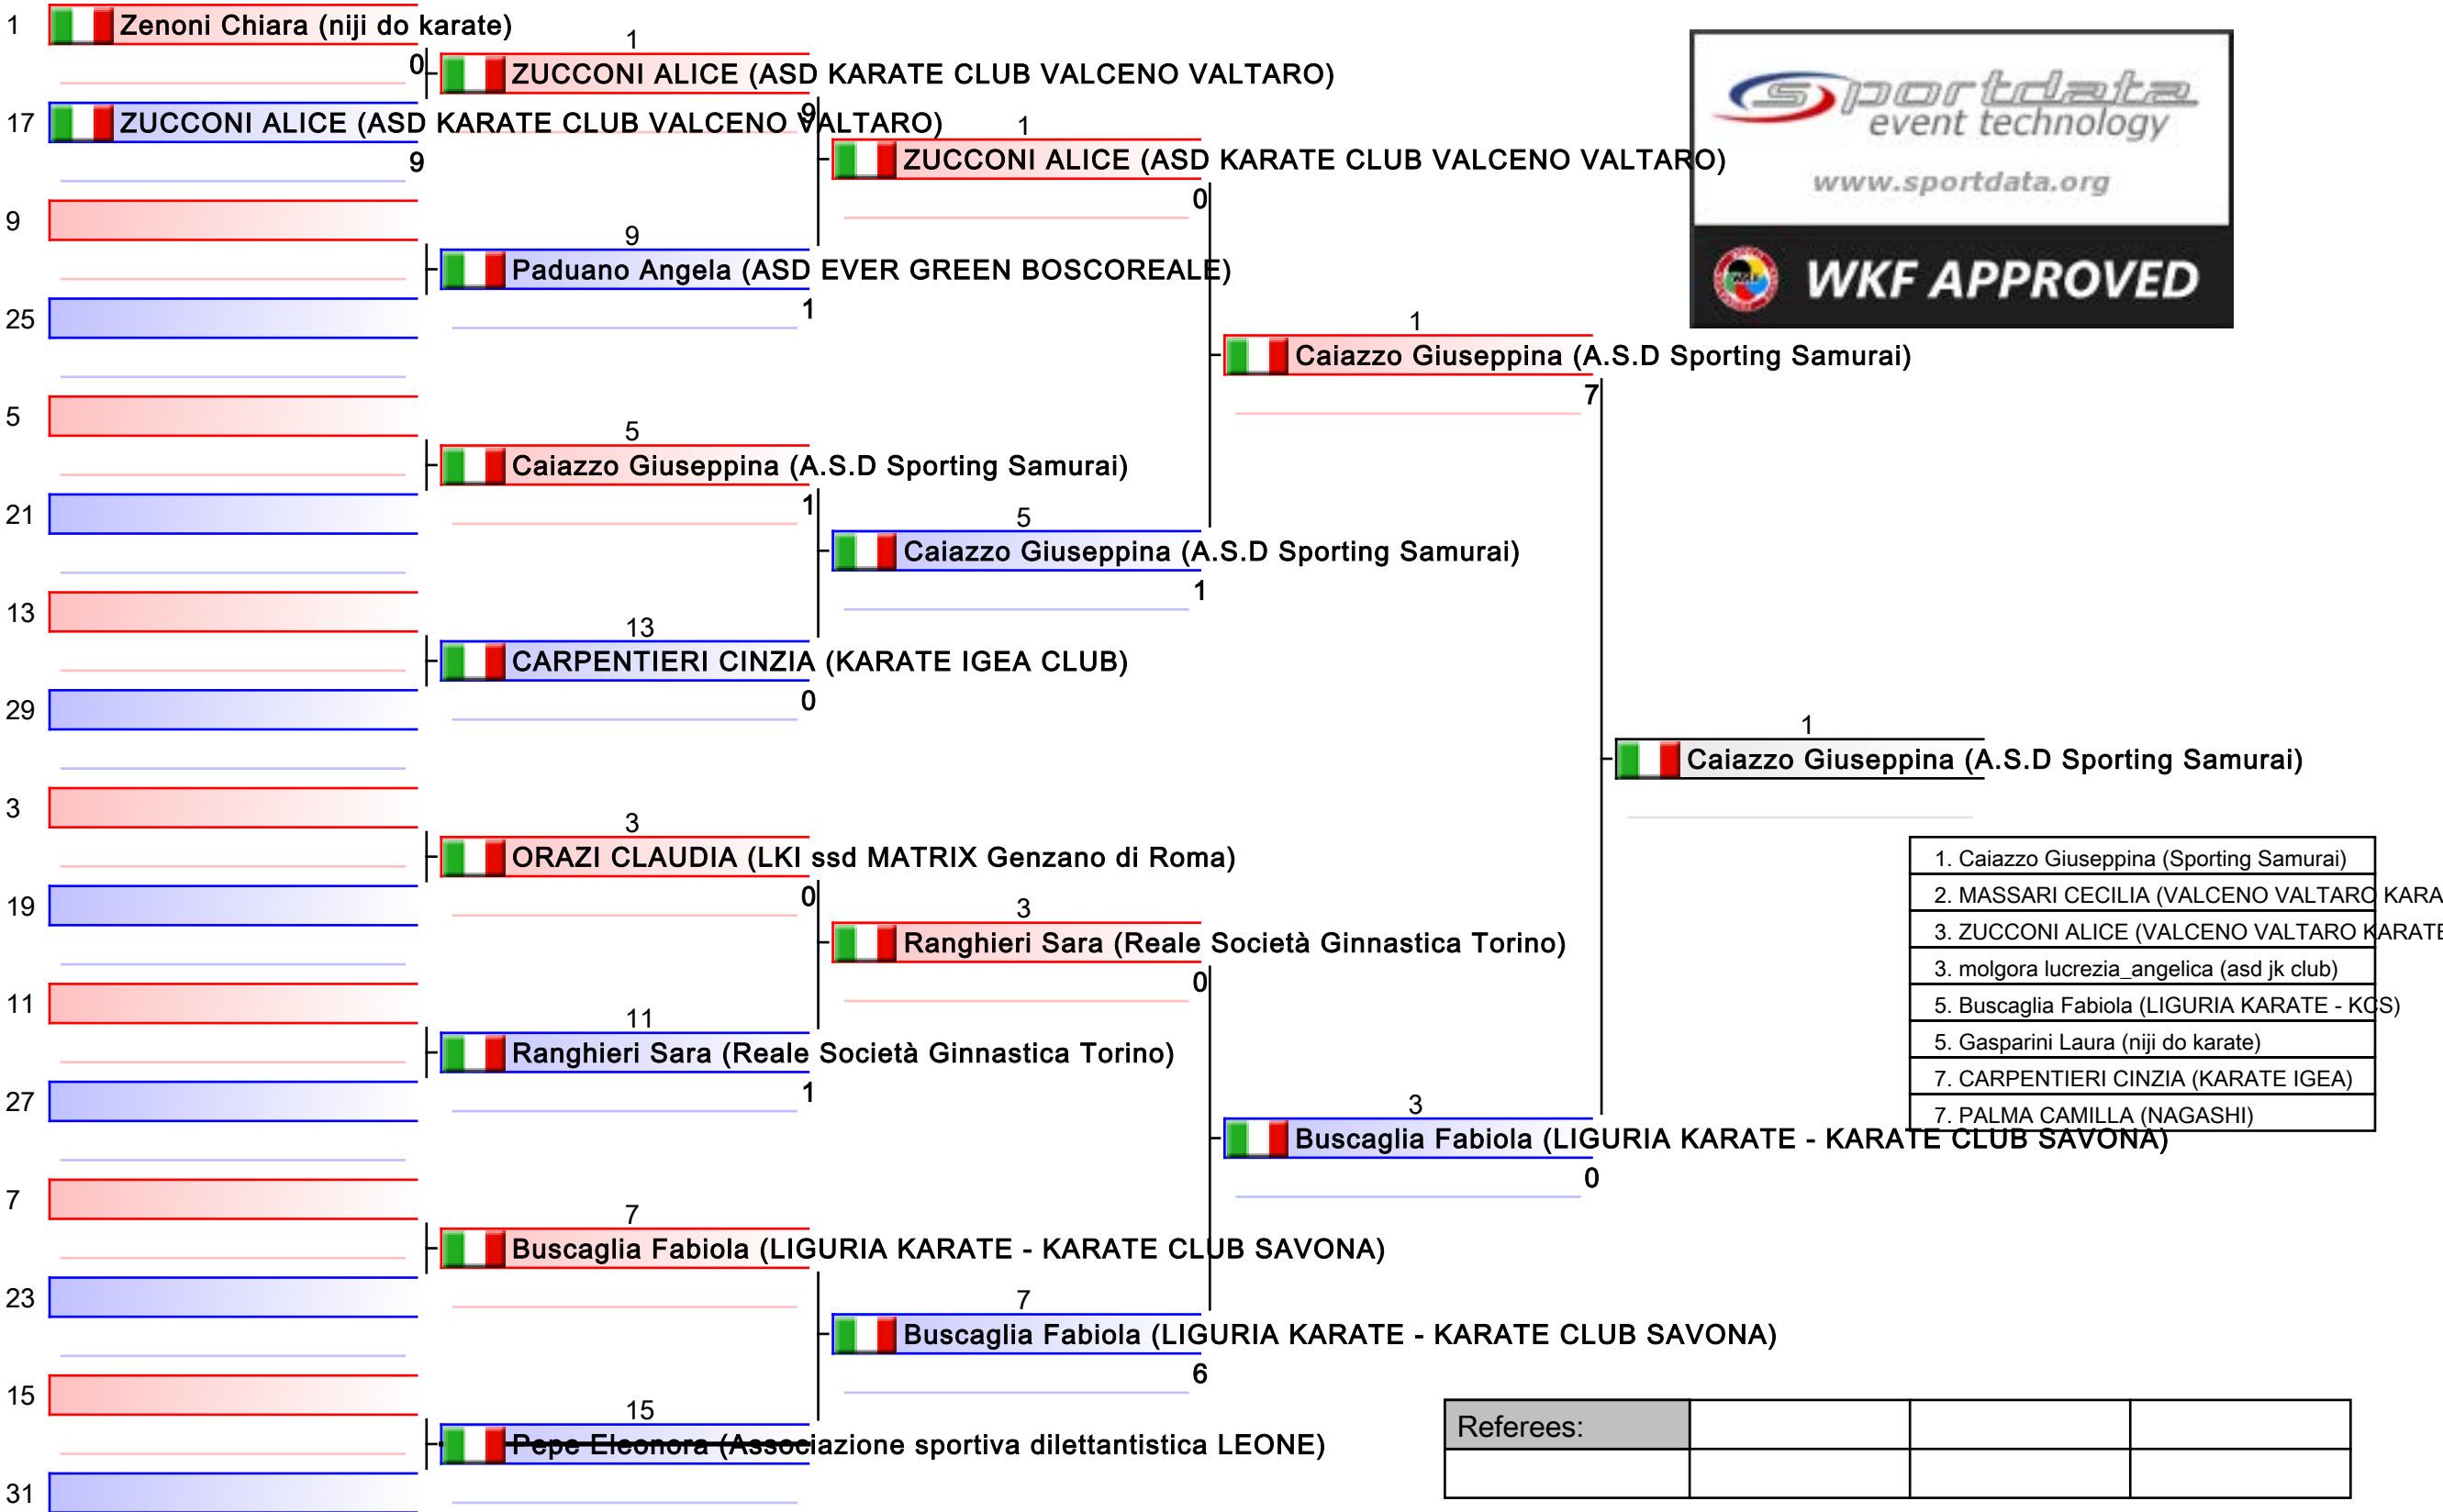 1
Zenoni Chiara (niji do karate)
0
17
ZUCCONI ALICE (ASD KARATE CLUB VALCENO VALTARO)
9
9
25
5
21
13
29
3
19
11
27
7
23
15
31
1
ZUCCONI ALICE (ASD KARATE CLUB VALCENO VALTARO)
9
9
Paduano Angela (ASD EVER GREEN BOSCOREALE)
1
5
Caiazzo Giuseppina (A.S.D Sporting Samurai)
1
13
CARPENTIERI CINZIA (KARATE IGEA CLUB)
0
3
ORAZI CLAUDIA (LKI ssd MATRIX Genzano di Roma)
0
11
Ranghieri Sara (Reale Società Ginnastica Torino)
1
7
Buscaglia Fabiola (LIGURIA KARATE - KARATE CLUB SAVONA)
15
Pepe Eleonora (Associazione sportiva dilettantistica LEONE)
1
ZUCCONI ALICE (ASD KARATE CLUB VALCENO VALTARO)
0
5
Caiazzo Giuseppina (A.S.D Sporting Samurai)
1
3
Ranghieri Sara (Reale Società Ginnastica Torino)
0
7
Buscaglia Fabiola (LIGURIA KARATE - KARATE CLUB SAVONA)
6
1
Caiazzo Giuseppina (A.S.D Sporting Samurai)
7
3
Buscaglia Fabiola (LIGURIA KARATE - KARATE CLUB SAVONA)
0
1
Caiazzo Giuseppina (A.S.D Sporting Samurai)
sportdata
event technology
www.sportdata.org
WKF APPROVED
1. Caiazzo Giuseppina (Sporting Samurai)
2. MASSARI CECILIA (VALCENO VALTARO KARA
3. ZUCCONI ALICE (VALCENO VALTARO KARATE
3. molgora lucrezia_angelica (asd jk club)
5. Buscaglia Fabiola (LIGURIA KARATE - KCS)
5. Gasparini Laura (niji do karate)
7. CARPENTIERI CINZIA (KARATE IGEA)
7. PALMA CAMILLA (NAGASHI)
Referees: